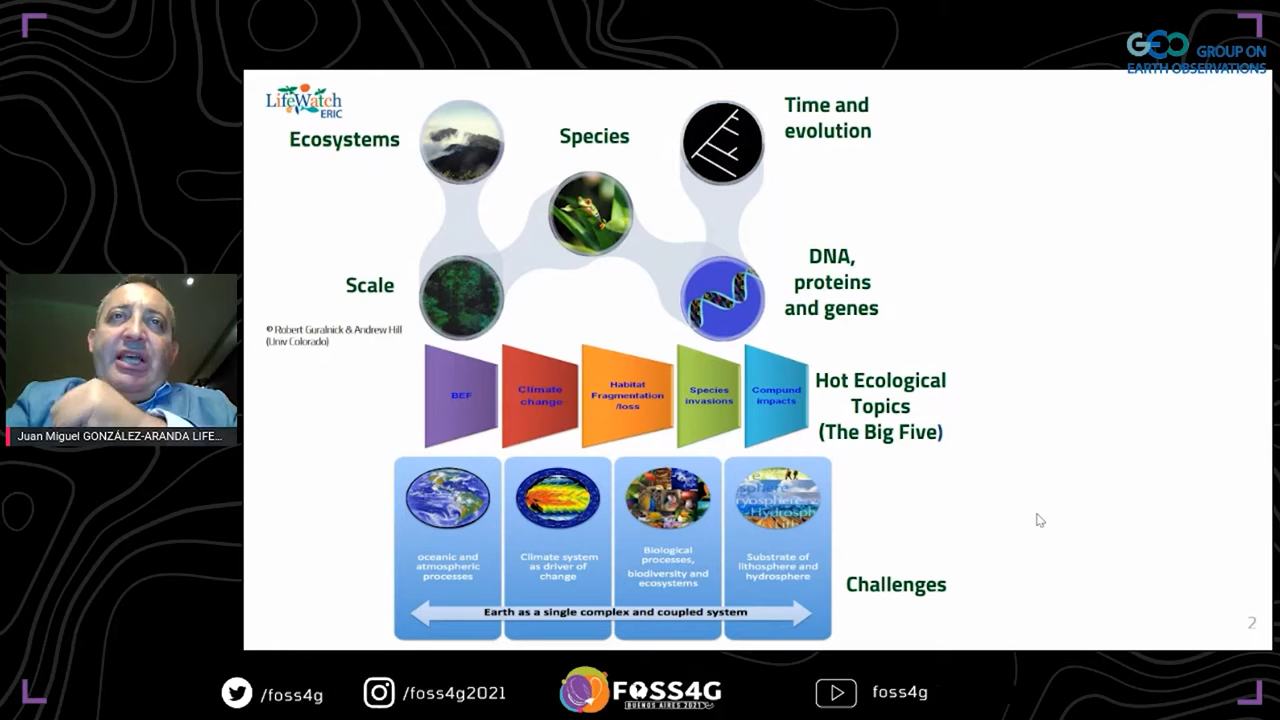 GEO GROUP ON
EARTH OBSERVATIONS
LifeWatch
ERIC
Ecosystems
Species
Time and
evolution
Scale
DNA,
proteins
and genes
© Robert Guralnick & Andrew Hill
(Univ Colorado)
BEF
Climate
change
Habitat
Fragmentation
/loss
Species
invasions
Compund
impacts
Hot Ecological
Topics
(The Big Five)
oceanic and
atmospheric
processes
Climate system
as driver of
change
Biological
processes,
biodiversity and
ecosystems
Substrate of
lithosphere and
hydrosphere
Earth as a single complex and coupled system
Challenges
2
Juan Miguel GONZÁLEZ-ARANDA LIFE...
/foss4g
/foss4g2021
FOSS4G
BUENOS AIRES 2021
foss4g